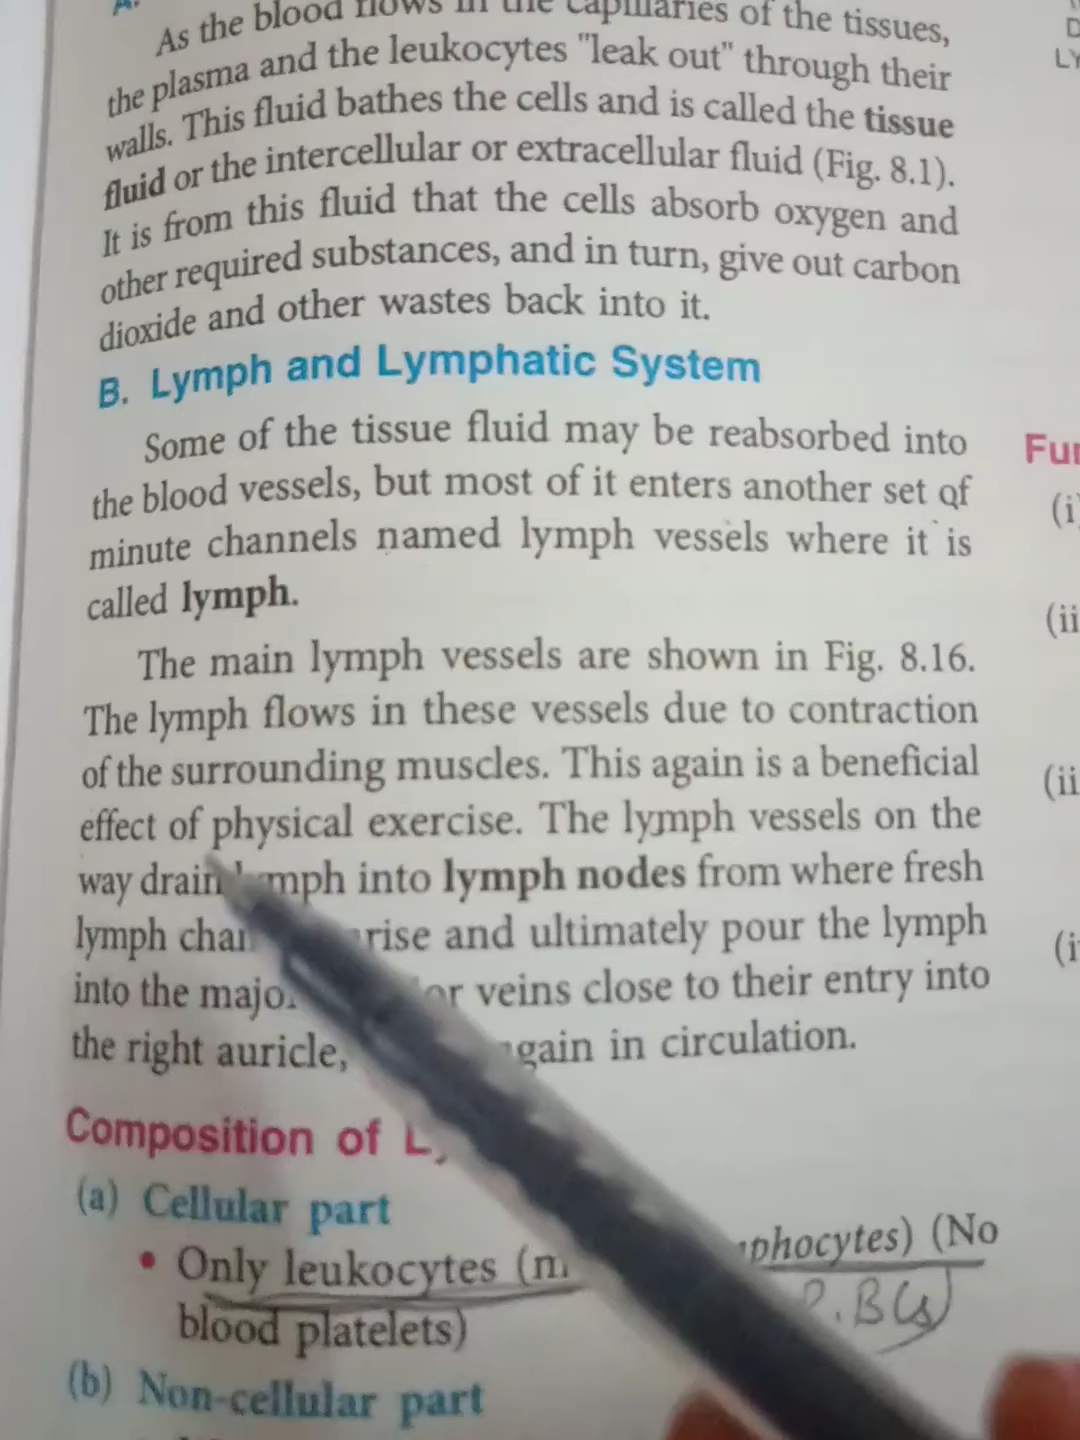 A.
As the blood flows in the capillaries of the tissues,
the plasma and the leukocytes "leak out" through their
walls. This fluid bathes the cells and is called the tissue
fluid or the intercellular or extracellular fluid (Fig. 8.1).
It is from this fluid that the cells absorb oxygen and
other required substances, and in turn, give out carbon
dioxide and other wastes back into it.
B. Lymph and Lymphatic System
Some of the tissue fluid may be reabsorbed into
the blood vessels, but most of it enters another set of
minute channels named lymph vessels where it is
called lymph.
The main lymph vessels are shown in Fig. 8.16.
The lymph flows in these vessels due to contraction
of the surrounding muscles. This again is a beneficial
effect of physical exercise. The lymph vessels on the
way drain into lymph nodes from where fresh
lymph and ultimately pour the lymph
into the veins close to their entry into
the right auricle, in circulation.
Composition of
(a) Cellular part
• Only leukocytes (No
blood platelets)
(b) Non-cellular part
D
LY
(i)